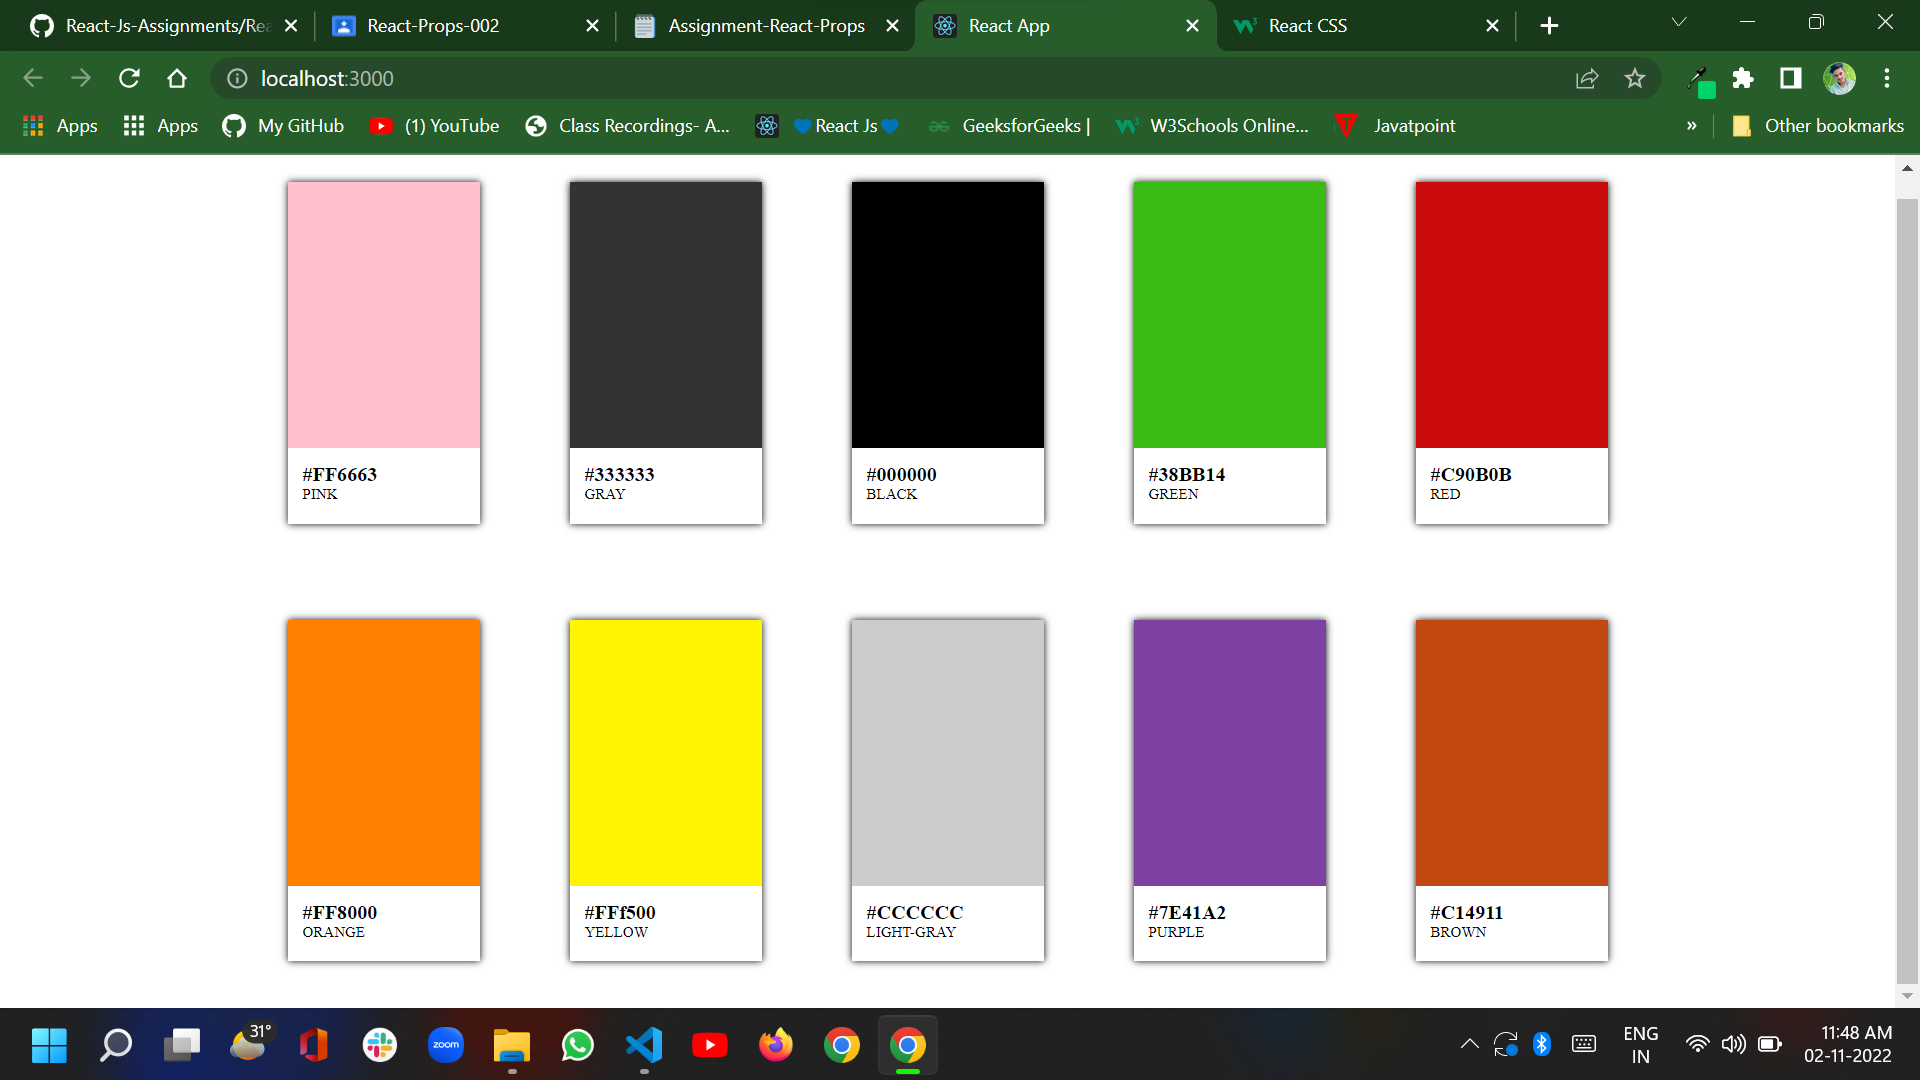 React-Js-Assignments/Rea
React-Props-002
Assignment-React-Props
React App
React CSS
localhost:3000
Apps
Apps
My GitHub
(1) YouTube
Class Recordings- A...
💙React Js💙
GeeksforGeeks |
W3Schools Online...
Javatpoint
»
Other bookmarks
#FF6663
PINK
#333333
GRAY
#000000
BLACK
#38BB14
GREEN
#C90B0B
RED
#FF8000
ORANGE
#FFf500
YELLOW
#CCCCCC
LIGHT-GRAY
#7E41A2
PURPLE
#C14911
BROWN
31°
zoom
ENG
IN
11:48 AM
02-11-2022